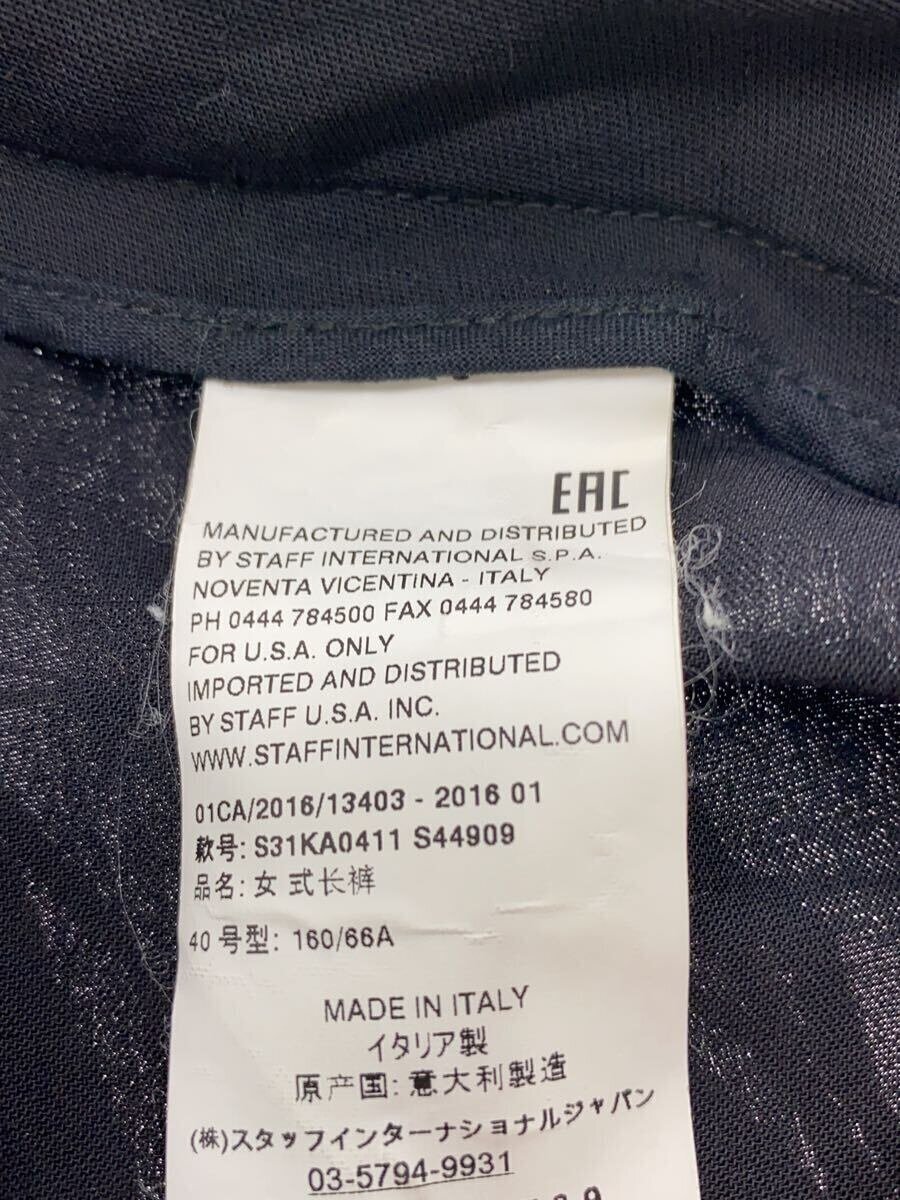 EAC
MANUFACTURED AND DISTRIBUTED
BY STAFF INTERNATIONAL S.P.A.
NOVENTA VICENTINA - ITALY
PH 0444 784500 FAX 0444 784580
FOR U.S.A. ONLY
IMPORTED AND DISTRIBUTED
BY STAFF U.S.A. INC.
WWW.STAFFINTERNATIONAL.COM
01CA/2016/13403 - 2016 01
款号: S31KA0411 S44909
品名: 女 式长裤
40 号型: 160/66A
MADE IN ITALY
イタリア製
原产国: 意大利製造
(株)スタッフインターナショナルジャパン
03-5794-9931